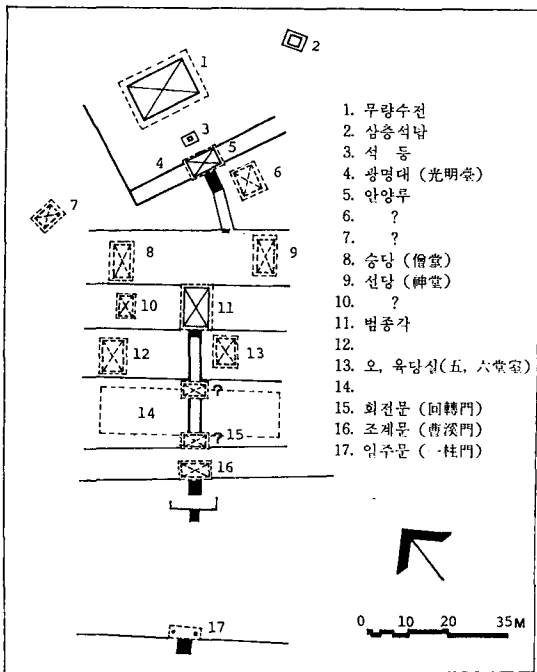 1
2
3
4
5
6
7
8
9
10
11
12
13
14
?
?
15
16
17
1. 무량수전
2. 삼층석탑
3. 석 등
4. 광명대 (光明臺)
5. 안양루
6. ?
7. ?
8. 승당 (僧堂)
9. 선당 (禪堂)
10. ?
11. 범종각
12.
13. 오, 육당실(五, 六堂室)
14.
15. 회전문 (回轉門)
16. 조계문 (曹溪門)
17. 일주문 (一柱門)
0 10 20 35M